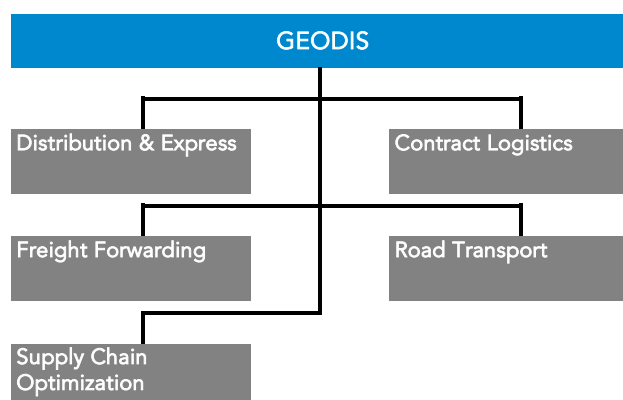 GEODIS
Distribution & Express
Contract Logistics
Freight Forwarding
Road Transport
Supply Chain
Optimization